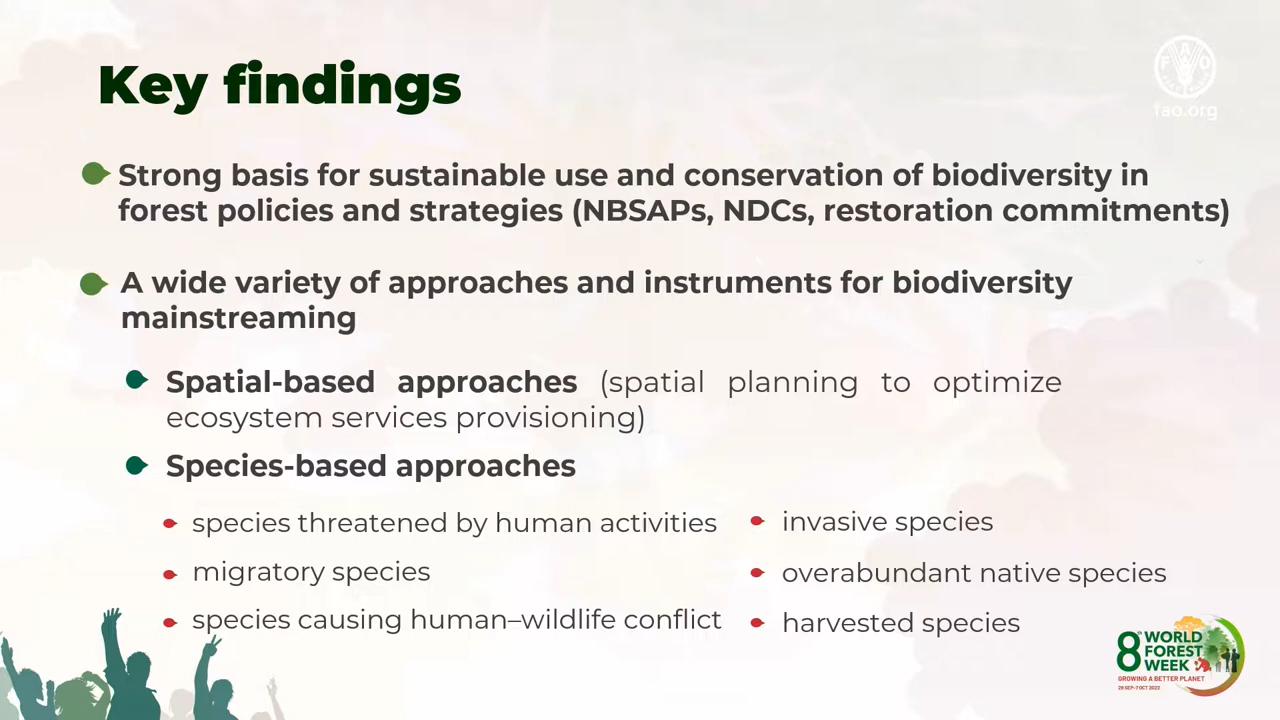 Key findings
FAO
fao.org
Strong basis for sustainable use and conservation of biodiversity in
forest policies and strategies (NBSAPs, NDCs, restoration commitments)
A wide variety of approaches and instruments for biodiversity
mainstreaming
Spatial-based approaches (spatial planning to optimize
ecosystem services provisioning)
Species-based approaches
species threatened by human activities
invasive species
migratory species
overabundant native species
species causing human–wildlife conflict
harvested species
8th WORLD
FOREST
WEEK
GROWING A BETTER PLANET